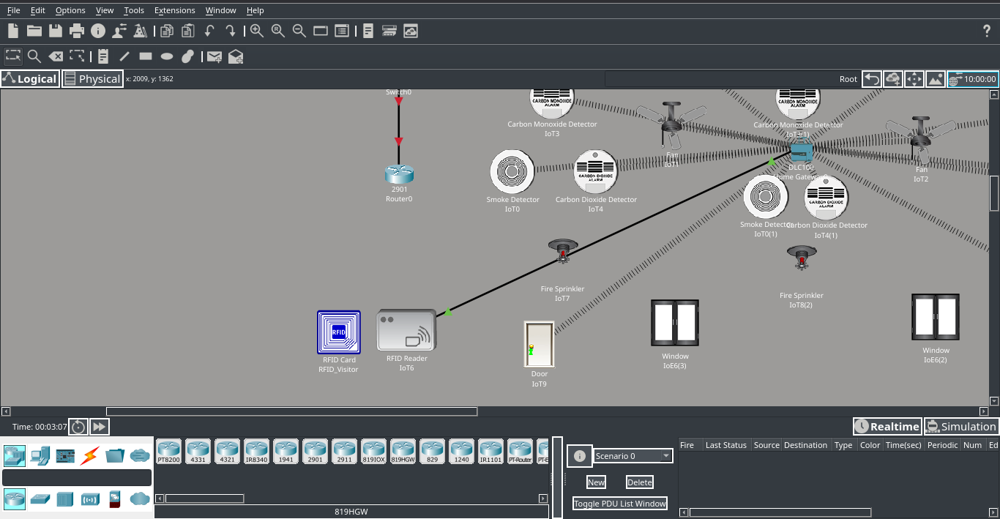 File Edit Options View Tools Extensions Window Help
Logical Physical x: 2009, y: 1362 Root 10:00:00
Switch0
2901
Router0
CARBON MONOXIDE
ALARM
Carbon Monoxide Detector
IoT3
Fan
IoT1
CARBON MONOXIDE
ALARM
Carbon Monoxide Detector
IoT3(1)
Fan
IoT2
DLC100
Home Gateway0
Smoke Detector
IoT0
CARBON DIOXIDE
ALARM
Carbon Dioxide Detector
IoT4
Smoke Detector
IoT0(1)
CARBON DIOXIDE
ALARM
Carbon Dioxide Detector
IoT4(1)
Fire Sprinkler
IoT7
Fire Sprinkler
IoT8(2)
RFID
RFID Card
RFID_Visitor
RFID Reader
IoT6
Door
IoT9
Window
IoE6(3)
Window
IoE6(2)
Time: 00:03:07 Realtime Simulation
PT8200 4331 4321 IR8340 1941 2901 2911 819IOX 819HGW 829 1240 IR1101 PT-Router PT-E
819HGW
Scenario 0
New Delete
Toggle PDU List Window
Fire Last Status Source Destination Type Color Time(sec) Periodic Num Ed